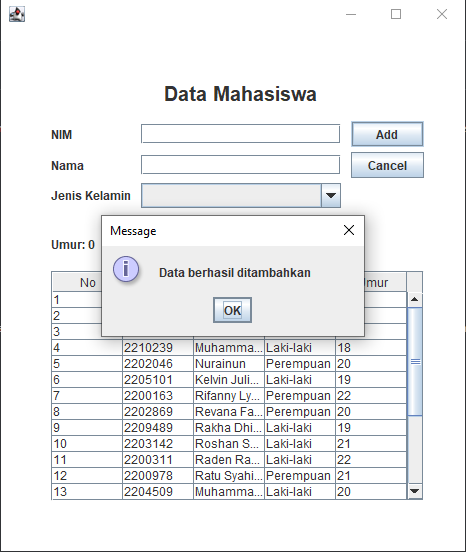 Data Mahasiswa
NIM Add
Nama Cancel
Jenis Kelamin
Message
Umur: 0
Data berhasil ditambahkan
OK
No
1
2
3
4 2210239 Muhamma... Laki-laki 18
5 2202046 Nurainun Perempuan 20
6 2205101 Kelvin Juli... Laki-laki 19
7 2200163 Rifanny Ly... Perempuan 22
8 2202869 Revana Fa... Perempuan 20
9 2209489 Rakha Dhi... Laki-laki 19
10 2203142 Roshan S... Laki-laki 21
11 2200311 Raden Ra... Laki-laki 22
12 2200978 Ratu Syahi... Perempuan 21
13 2204509 Muhamma... Laki-laki 20